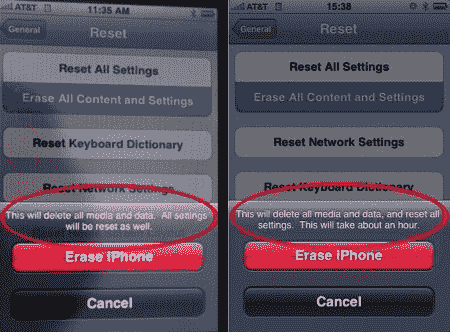 AT&T 11:35 AM
General Reset
Reset All Settings
Erase All Content and Settings
Reset Keyboard Dictionary
Reset Network Settings
This will delete all media and data. All settings
will be reset as well.
Erase iPhone
Cancel
AT&T 15:38
General Reset
Reset All Settings
Erase All Content and Settings
Reset Network Settings
Reset Keyboard Dictionary
This will delete all media and data, and reset all
settings. This will take about an hour.
Erase iPhone
Cancel